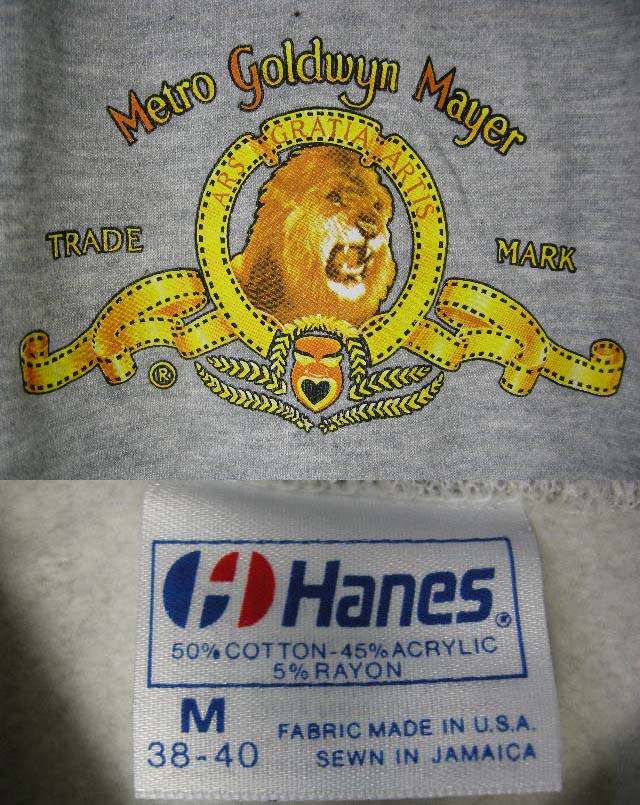 Metro Goldwyn Mayer
ARS GRATIA ARTIS
TRADE MARK
®
Hanes®
50% COTTON-45% ACRYLIC
5% RAYON
M
38-40
FABRIC MADE IN U.S.A.
SEWN IN JAMAICA